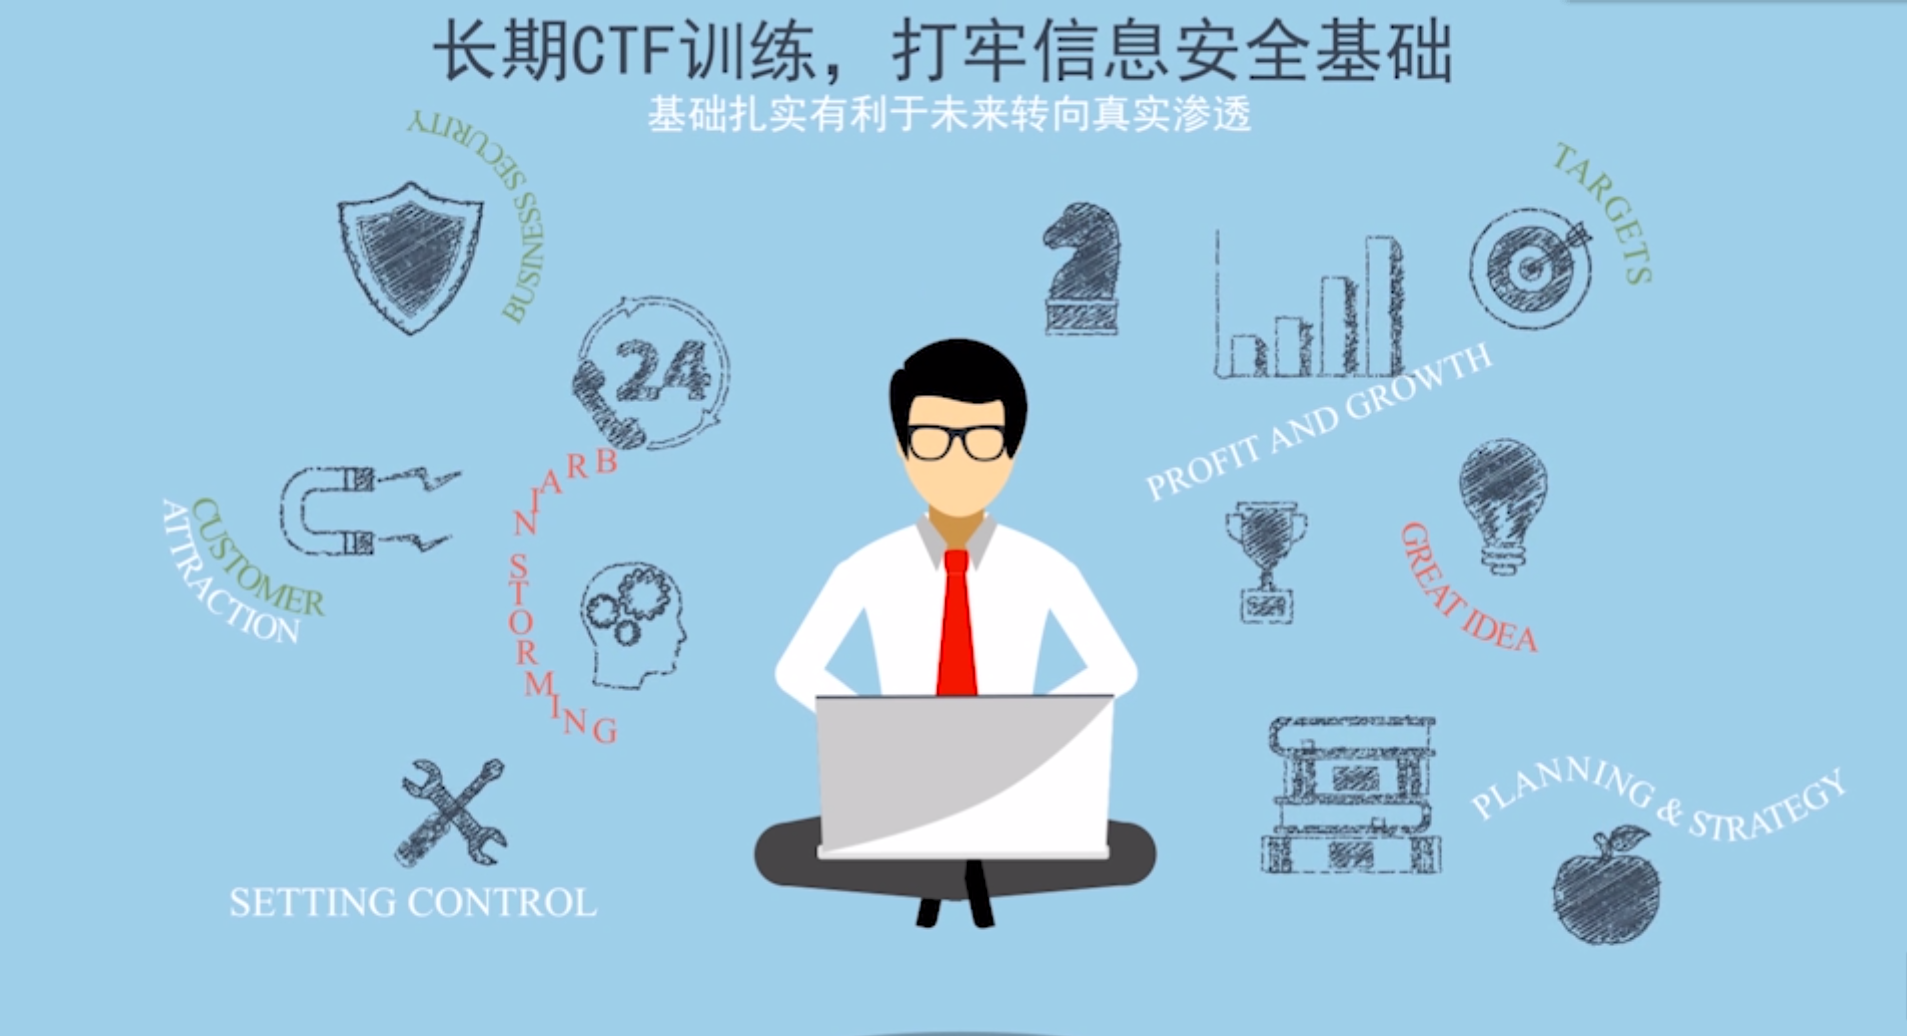 长期CTF训练，打牢信息安全基础
基础扎实有利于未来转向真实渗透
BUSINESS SECURITY
TARGETS
24
PROFIT AND GROWTH
BRAIN STORMING
CUSTOMER
ATTRACTION
GREAT IDEA
PLANNING & STRATEGY
SETTING CONTROL